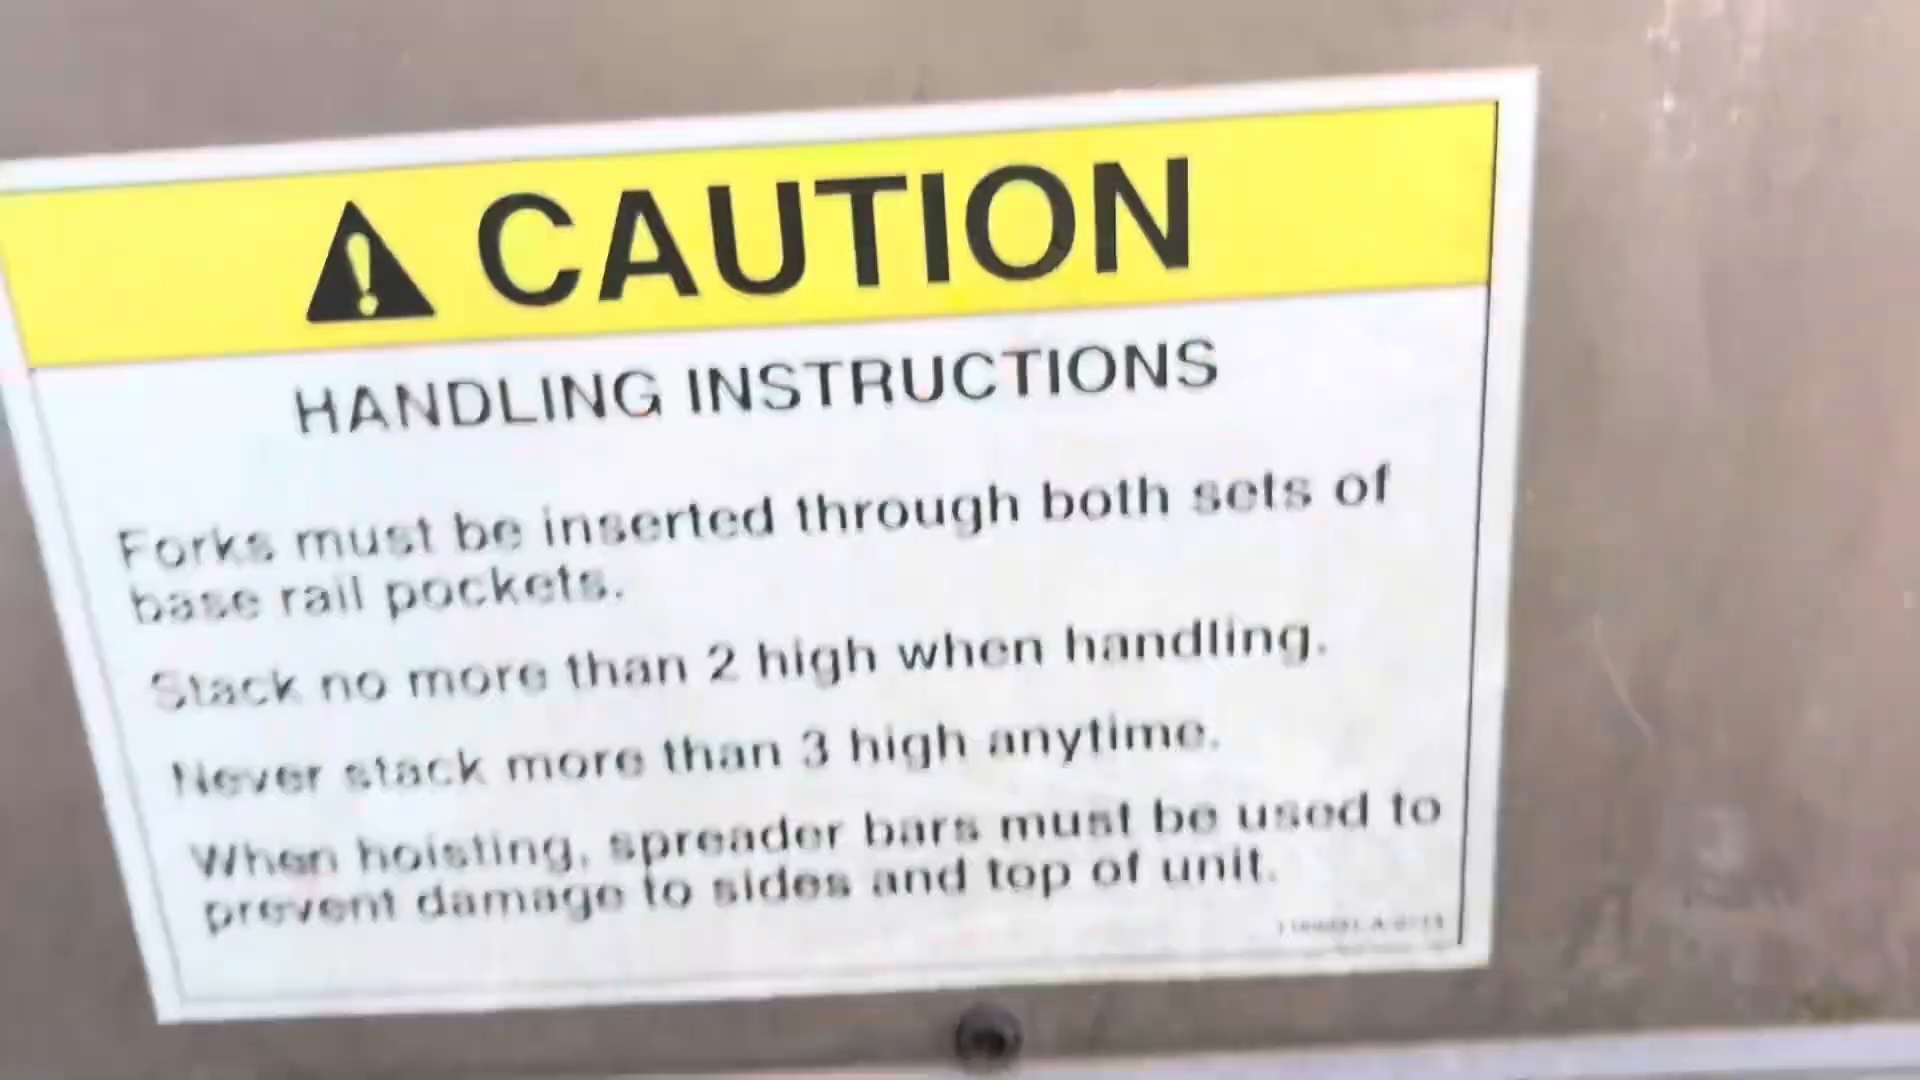 CAUTION
HANDLING INSTRUCTIONS
Forks must be inserted through both sets of
base rail pockets.
Stack no more than 2 high when handling.
Never stack more than 3 high anytime.
When hoisting, spreader bars must be used to
prevent damage to sides and top of unit.